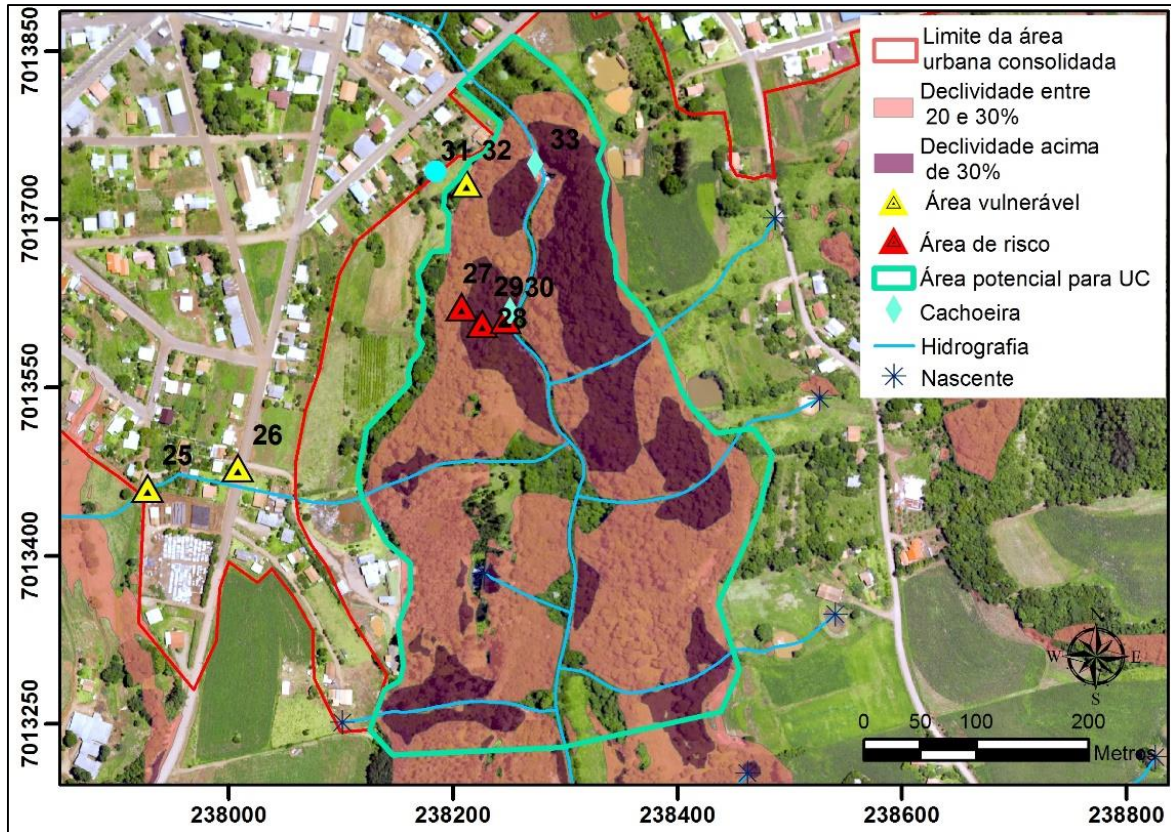 7013850
7013700
7013550
7013400
7013250
Limite da área
urbana consolidada
Declividade entre
20 e 30%
Declividade acima
de 30%
Área vulnerável
Área de risco
Área potencial para UC
Cachoeira
Hidrografia
Nascente
31
32
33
27
29
30
28
26
25
N
W
E
S
0 50 100 200
Metros
238000 238200 238400 238600 238800